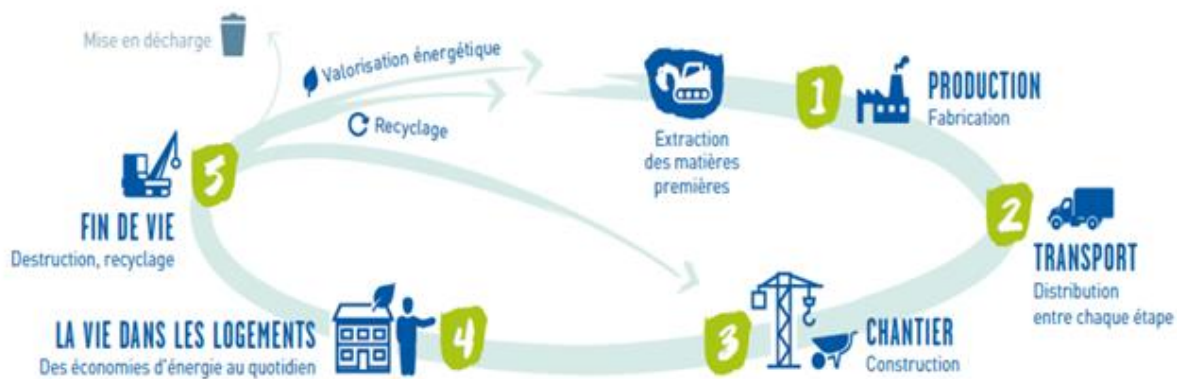 Mise en décharge
Valorisation énergétique
Recyclage
Extraction
des matières
premières
1
PRODUCTION
Fabrication
2
TRANSPORT
Distribution
entre chaque étape
3
CHANTIER
Construction
4
LA VIE DANS LES LOGEMENTS
Des économies d'énergie au quotidien
5
FIN DE VIE
Destruction, recyclage